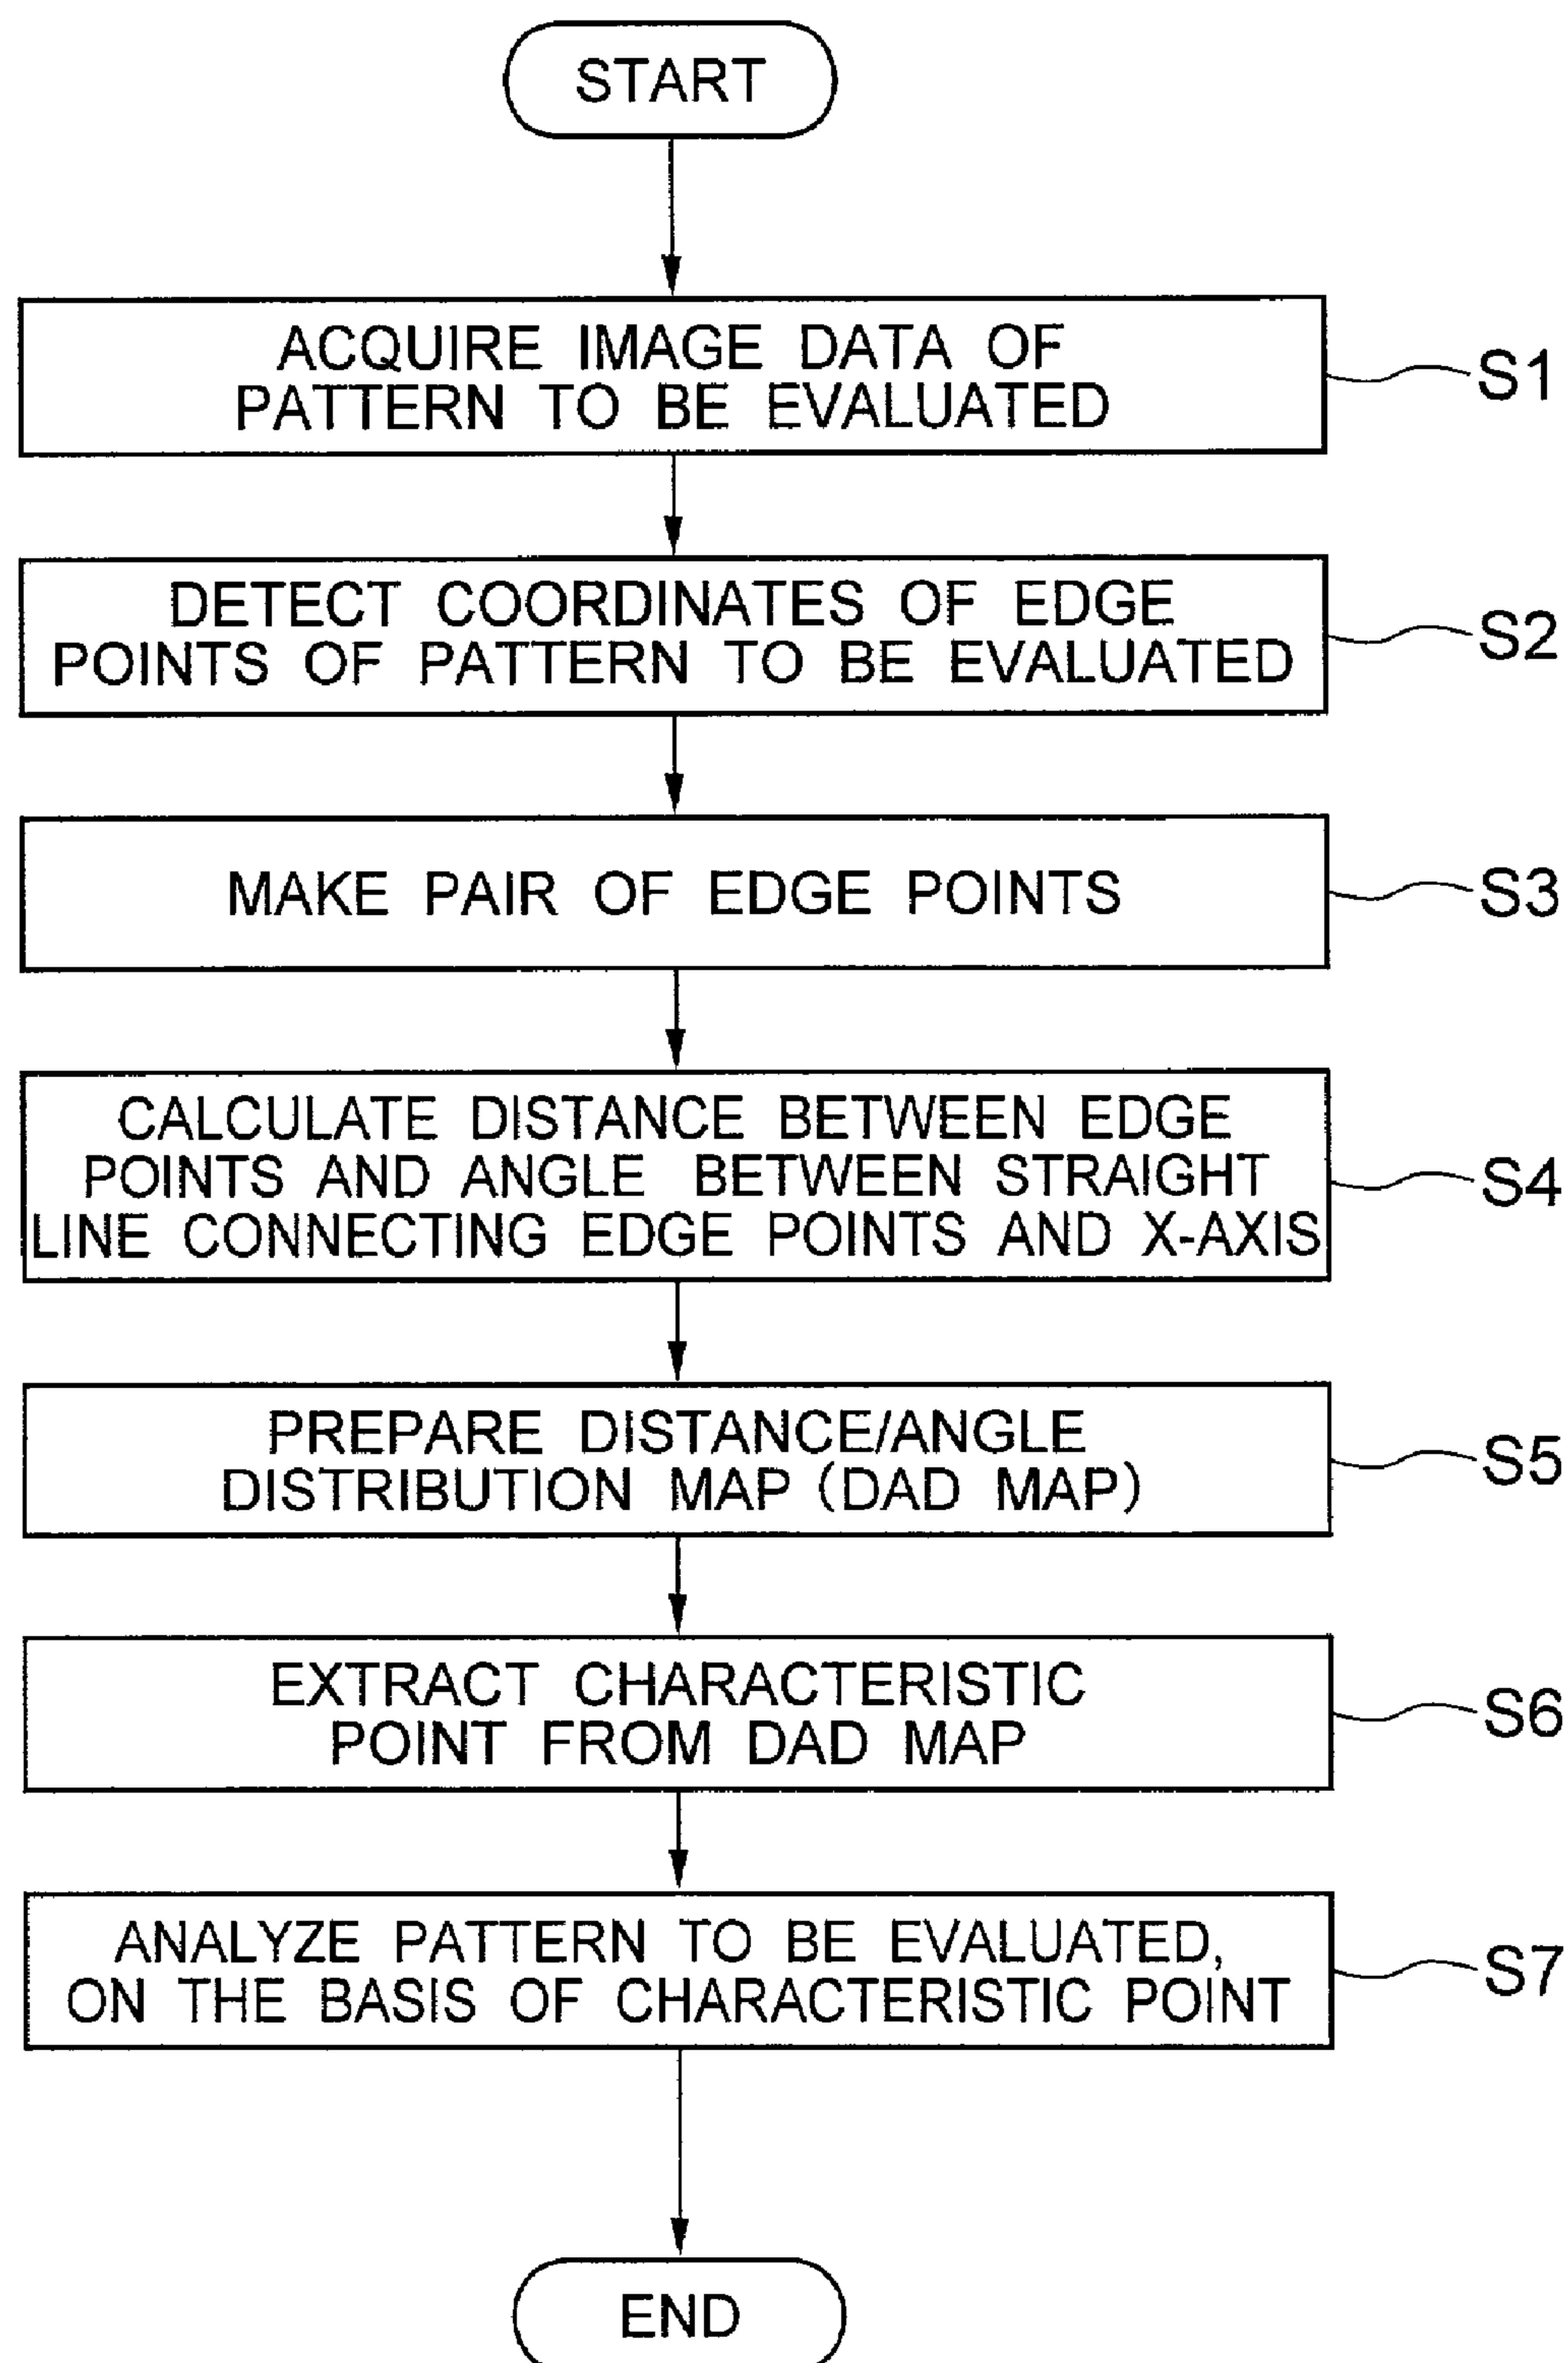 START
ACQUIRE IMAGE DATA OF
PATTERN TO BE EVALUATED
S1
DETECT COORDINATES OF EDGE
POINTS OF PATTERN TO BE EVALUATED
S2
MAKE PAIR OF EDGE POINTS
S3
CALCULATE DISTANCE BETWEEN EDGE
POINTS AND ANGLE BETWEEN STRAIGHT
LINE CONNECTING EDGE POINTS AND X-AXIS
S4
PREPARE DISTANCE/ANGLE
DISTRIBUTION MAP (DAD MAP)
S5
EXTRACT CHARACTERISTIC
POINT FROM DAD MAP
S6
ANALYZE PATTERN TO BE EVALUATED,
ON THE BASIS OF CHARACTERISTIC POINT
S7
END